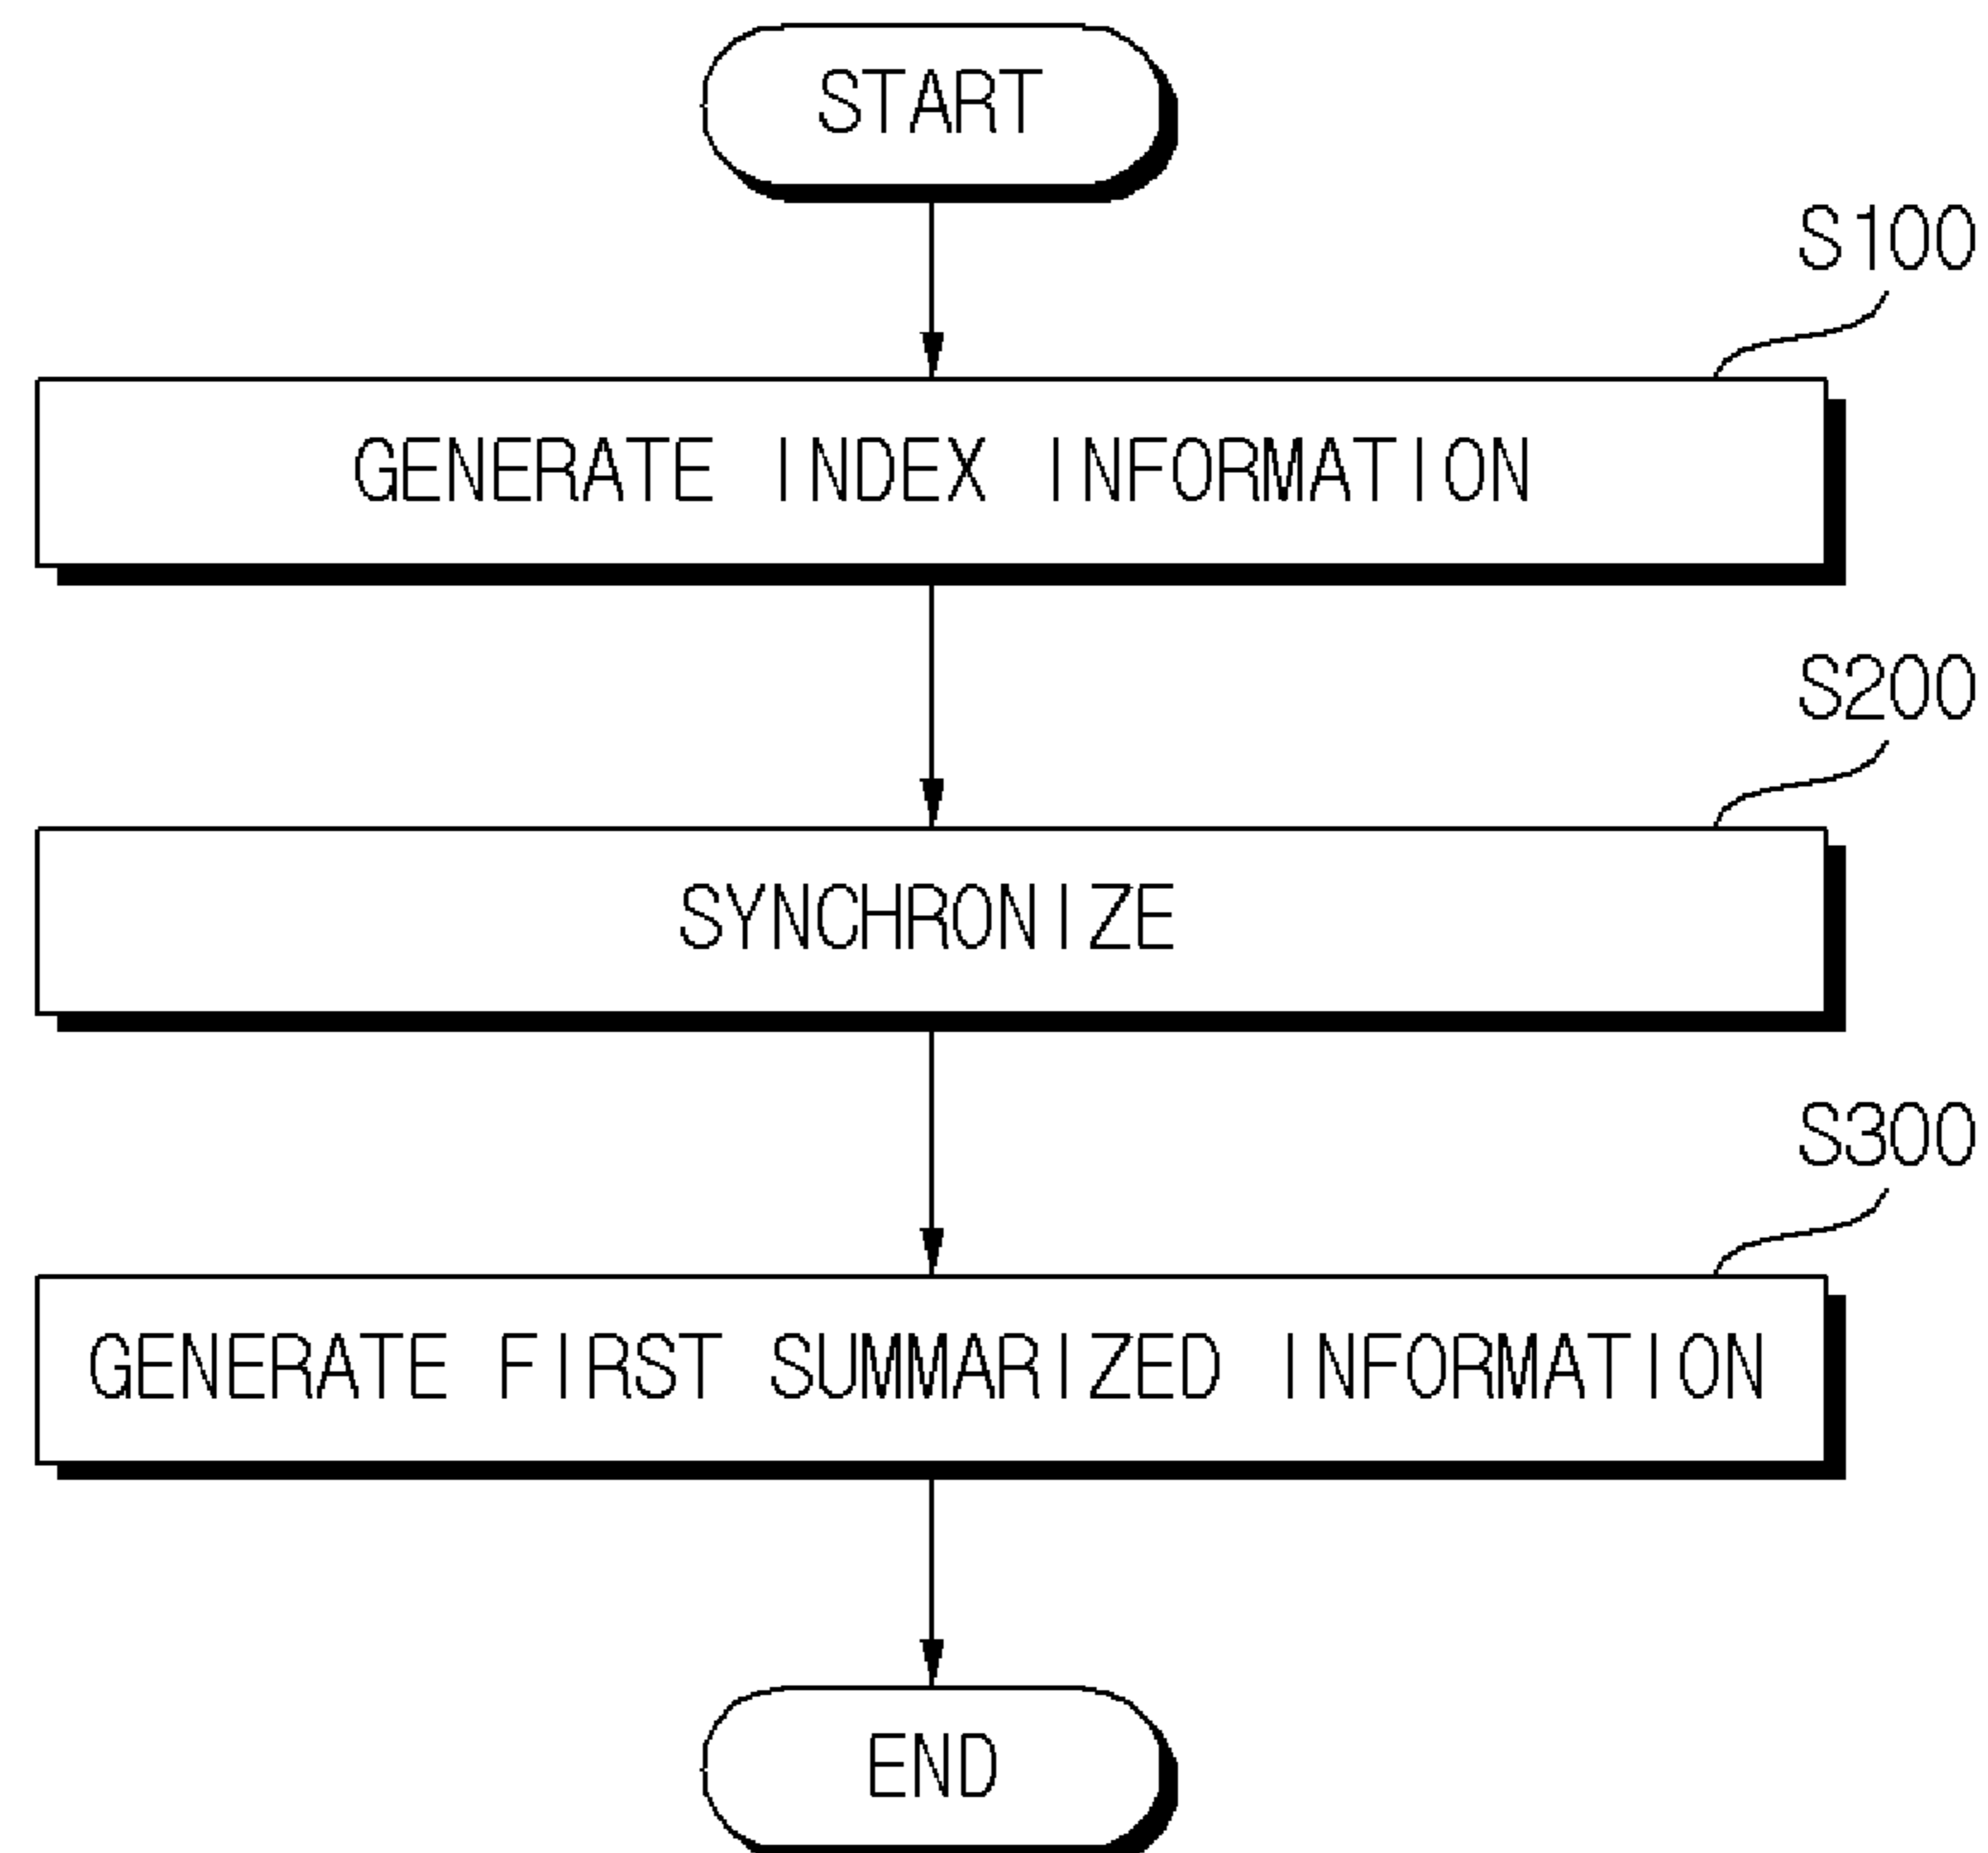 START
S100
GENERATE INDEX INFORMATION
S200
SYNCHRONIZE
S300
GENERATE FIRST SUMMARIZED INFORMATION
END